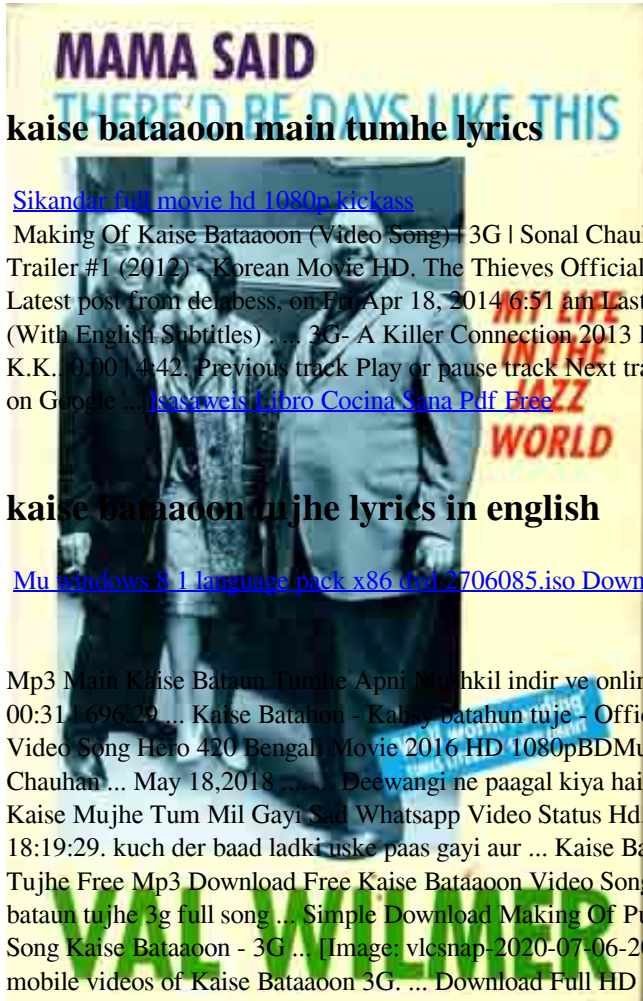 MAMA SAID
THERE'D BE DAYS LIKE THIS
kaise bataaoon main tumhe lyrics
Sikandar full movie hd 1080p kickass
Making Of Kaise Bataaoon (Video Song) | 3G | Sonal Chau
Trailer #1 (2012) - Korean Movie HD. The Thieves Official
Latest post from delabess, on Fri Apr 18, 2014 6:51 am Last
(With English Subtitles) . ... 3G- A Killer Connection 2013
K.K.. 0.00 | 4:42. Previous track Play or pause track Next tra
on Google ... Isasaweis Libro Cocina Sana Pdf Free
MY LIFE
IN THE
JAZZ
WORLD
kaise bataaoon tujhe lyrics in english
Mu windows 8 1 language pack x86 dvd 2706085.iso Down
Mp3 Main Kaise Bataun Tumhe Apni Mushkil indir ve onlin
00:31 | 696.29 ... Kaise Batahon - Kabsy batahun tuje - Offi
Video Song Hero 420 Bengali Movie 2016 HD 1080pBDMu
Chauhan ... May 18,2018 .... ... Deewangi ne paagal kiya hai
Kaise Mujhe Tum Mil Gayi Sad Whatsapp Video Status Hd.
18:19:29. kuch der baad ladki uske paas gayi aur ... Kaise Ba
Tujhe Free Mp3 Download Free Kaise Bataaoon Video Song
bataun tujhe 3g full song ... Simple Download Making Of P
Song Kaise Bataaoon - 3G ... [Image: vlcsnap-2020-07-06-2
mobile videos of Kaise Bataaoon 3G. ... Download Full HD
VAL WILMER